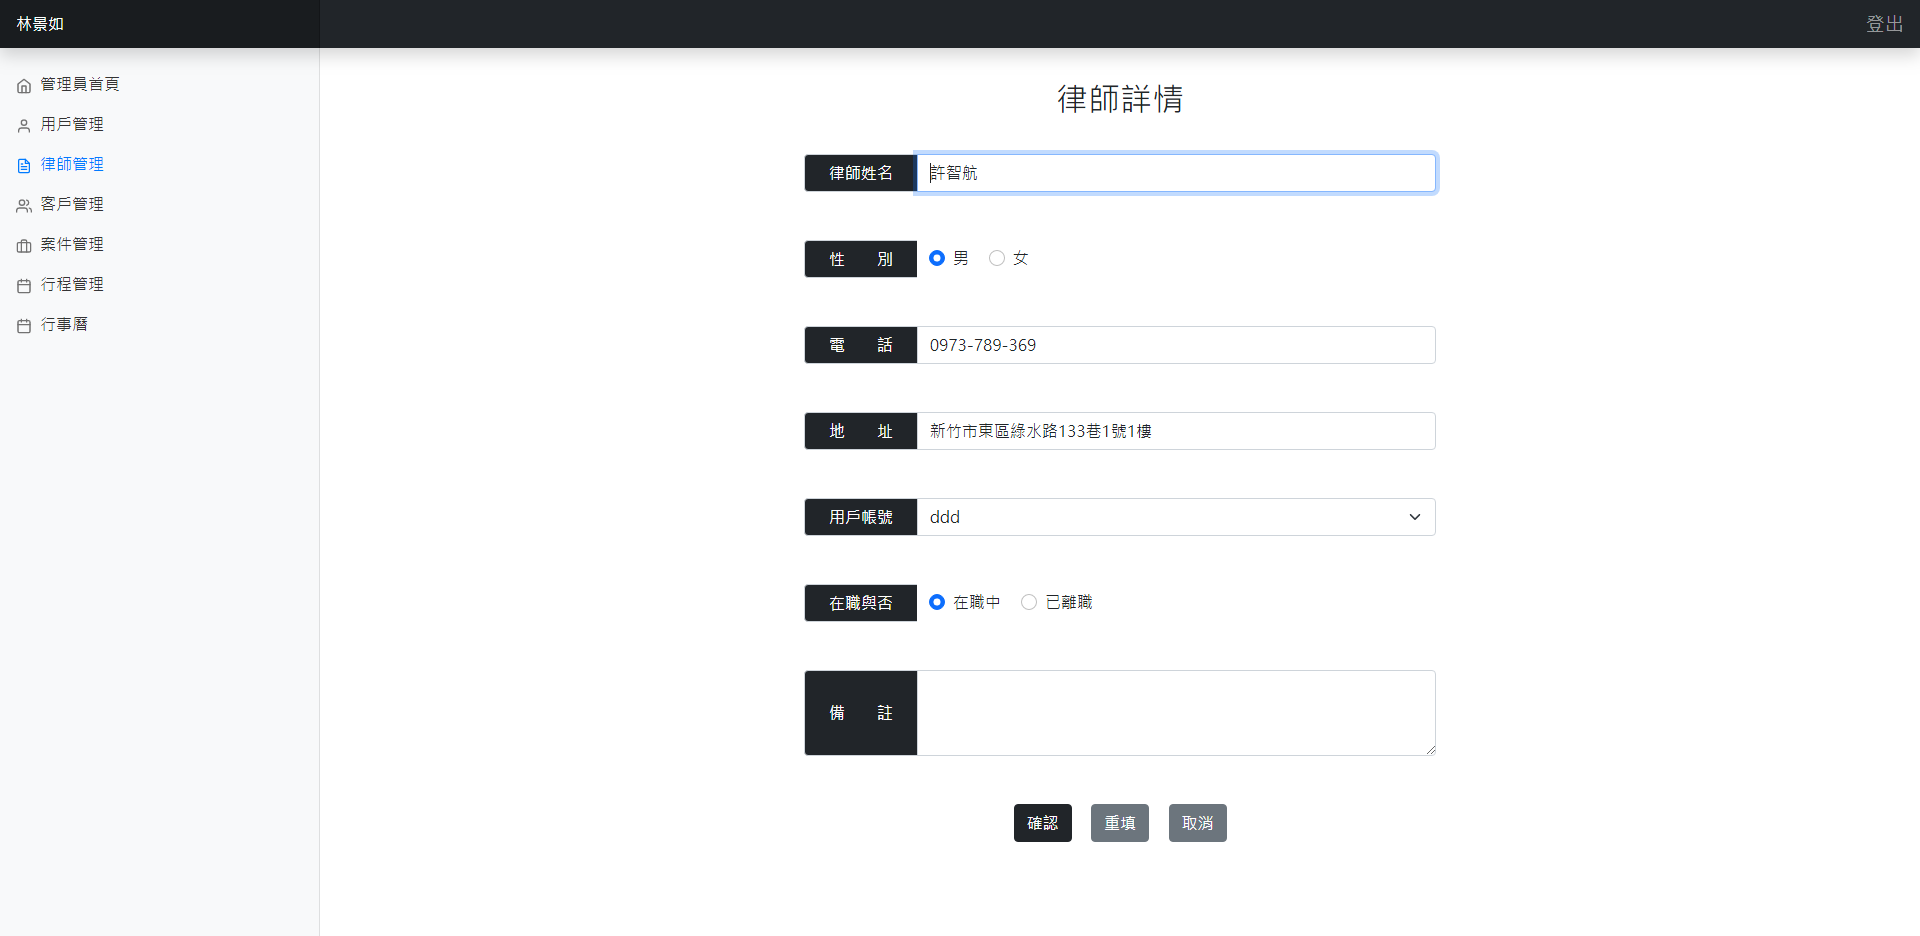 林景如
登出
管理員首頁
用戶管理
律師管理
客戶管理
案件管理
行程管理
行事曆
律師詳情
律師姓名 許智航
性 別 男 女
電 話 0973-789-369
地 址 新竹市東區綠水路133巷1號1樓
用戶帳號 ddd
在職與否 在職中 已離職
備 註
確認 重填 取消